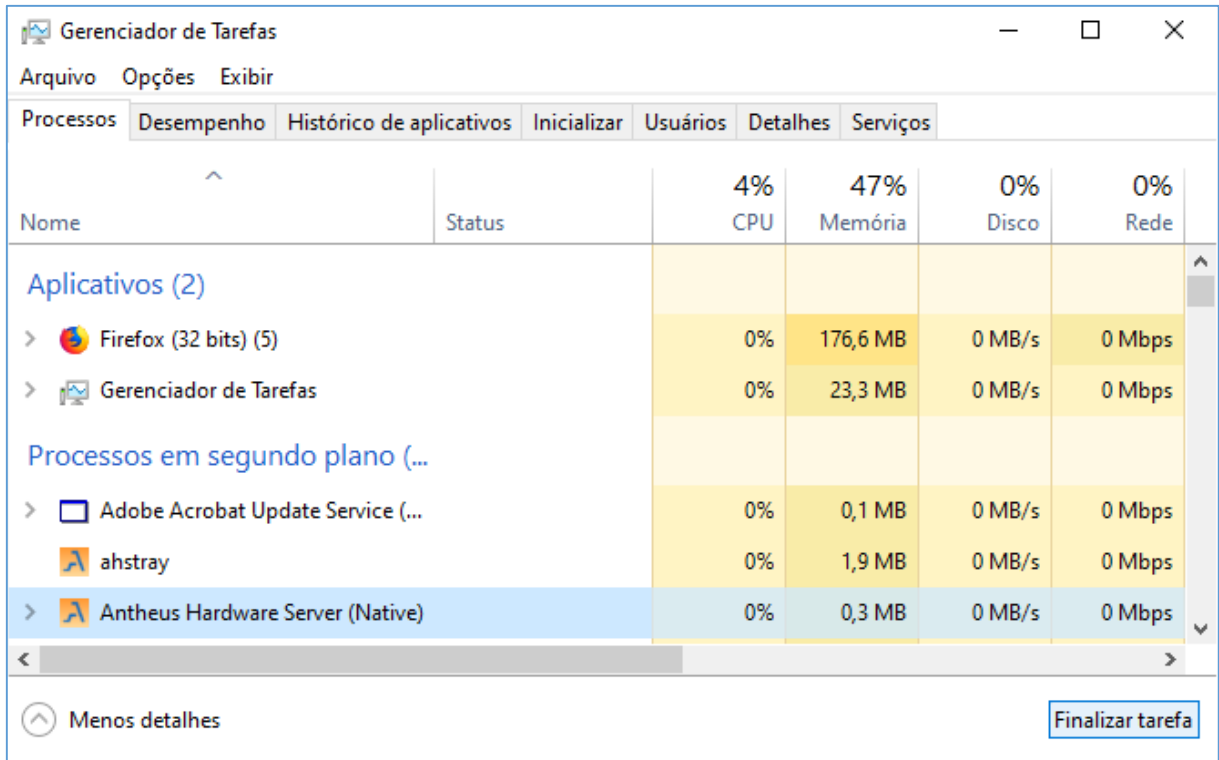 Gerenciador de Tarefas
Arquivo Opções Exibir
Processos Desempenho Histórico de aplicativos Inicializar Usuários Detalhes Serviços
4% 47% 0% 0%
Nome Status CPU Memória Disco Rede
Aplicativos (2)
Firefox (32 bits) (5) 0% 176,6 MB 0 MB/s 0 Mbps
Gerenciador de Tarefas 0% 23,3 MB 0 MB/s 0 Mbps
Processos em segundo plano (...
Adobe Acrobat Update Service (... 0% 0,1 MB 0 MB/s 0 Mbps
ahstray 0% 1,9 MB 0 MB/s 0 Mbps
Antheus Hardware Server (Native) 0% 0,3 MB 0 MB/s 0 Mbps
Menos detalhes Finalizar tarefa